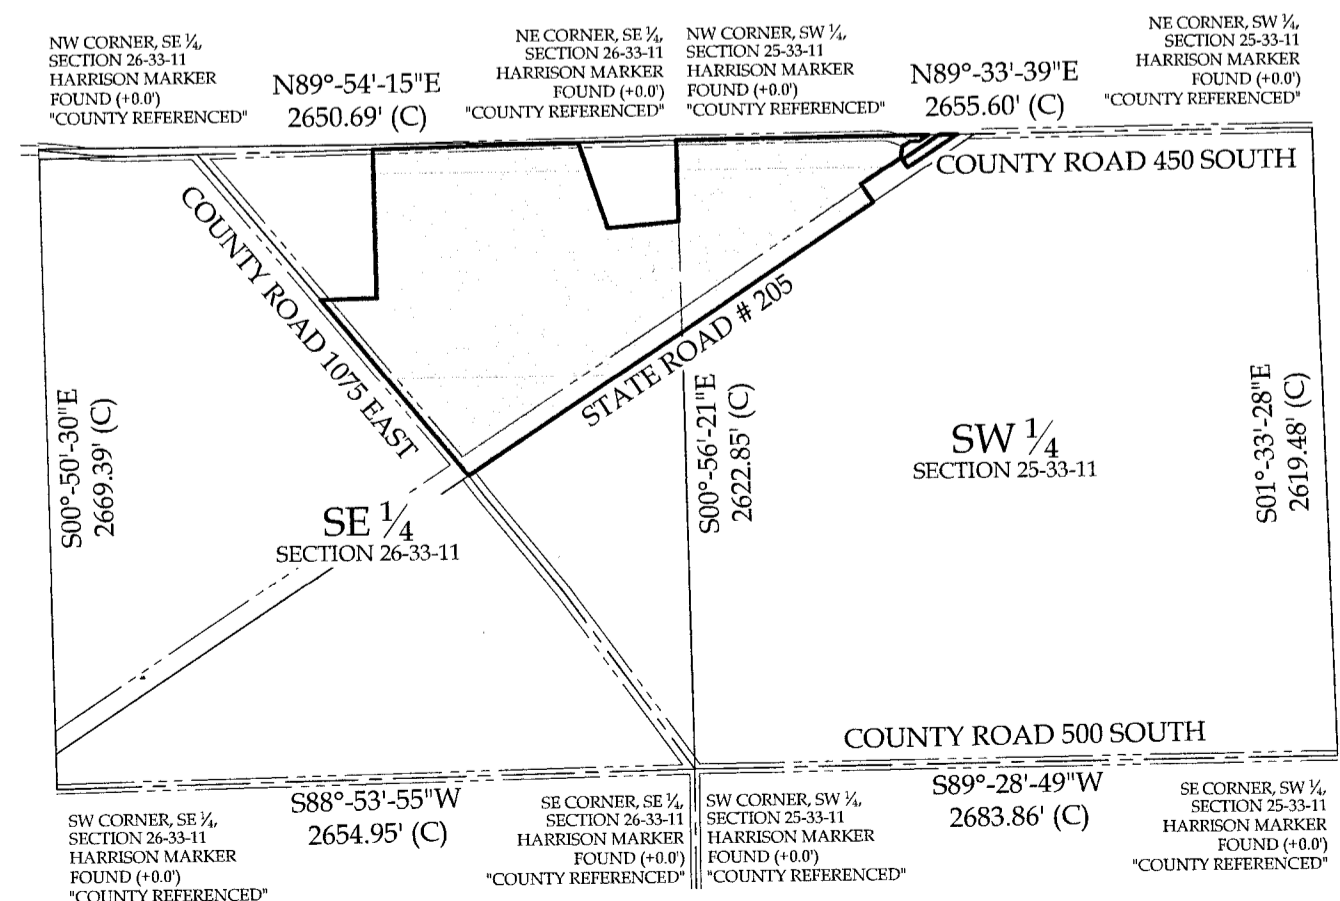 NW CORNER, SE ¼,
SECTION 26-33-11
HARRISON MARKER
FOUND (+0.0')
"COUNTY REFERENCED"
N89°-54'-15"E
2650.69' (C)
NE CORNER, SE ¼,
SECTION 26-33-11
HARRISON MARKER
FOUND (+0.0')
"COUNTY REFERENCED"
NW CORNER, SW ¼,
SECTION 25-33-11
HARRISON MARKER
FOUND (+0.0')
"COUNTY REFERENCED"
N89°-33'-39"E
2655.60' (C)
NE CORNER, SW ¼,
SECTION 25-33-11
HARRISON MARKER
FOUND (+0.0')
"COUNTY REFERENCED"
COUNTY ROAD 450 SOUTH
COUNTY ROAD 1075 EAST
STATE ROAD # 205
S00°-50'-30"E
2669.39' (C)
SE ¼
SECTION 26-33-11
S00°-56'-21"E
2622.85' (C)
SW ¼
SECTION 25-33-11
S01°-33'-28"E
2619.48' (C)
COUNTY ROAD 500 SOUTH
SW CORNER, SE ¼,
SECTION 26-33-11
HARRISON MARKER
FOUND (+0.0')
"COUNTY REFERENCED"
S88°-53'-55"W
2654.95' (C)
SE CORNER, SE ¼,
SECTION 26-33-11
HARRISON MARKER
FOUND (+0.0')
"COUNTY REFERENCED"
SW CORNER, SW ¼,
SECTION 25-33-11
HARRISON MARKER
FOUND (+0.0')
"COUNTY REFERENCED"
S89°-28'-49"W
2683.86' (C)
SE CORNER, SW ¼,
SECTION 25-33-11
HARRISON MARKER
FOUND (+0.0')
"COUNTY REFERENCED"